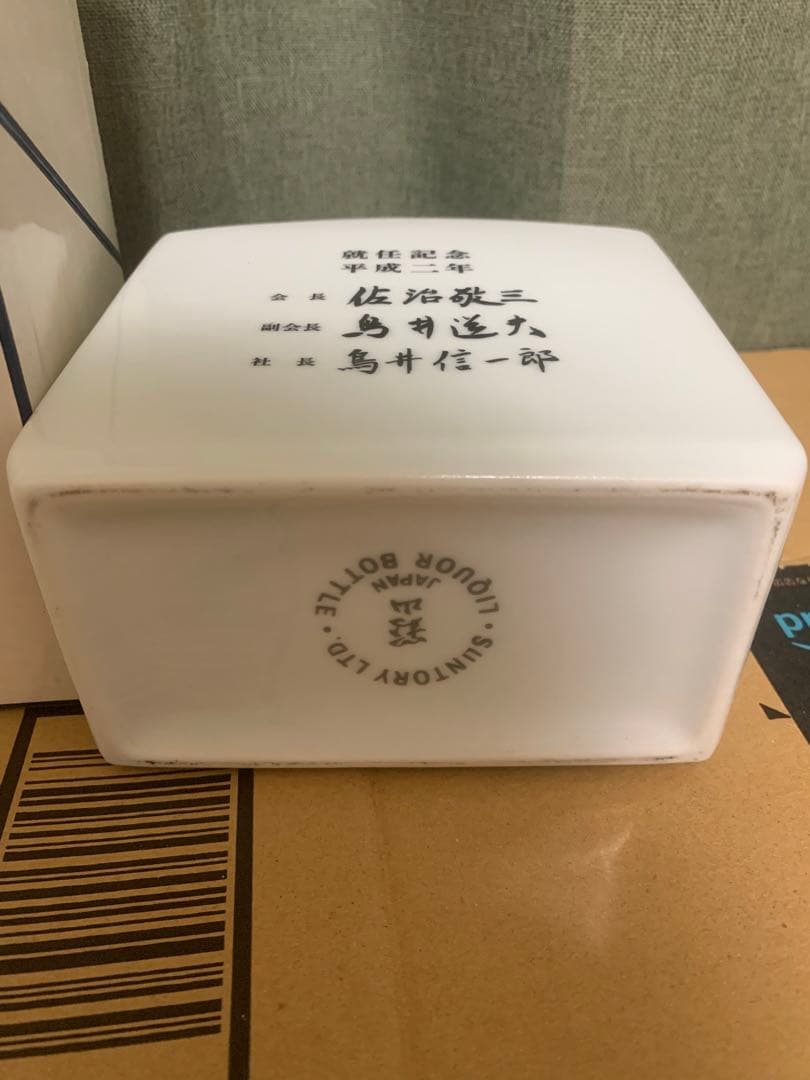 就任記念
平成二年
会長 佐治敬三
副会長 鳥井道夫
社長 鳥井信一郎
LIQUOR BOTTLE
JAPAN
山
SUNTORY LTD.